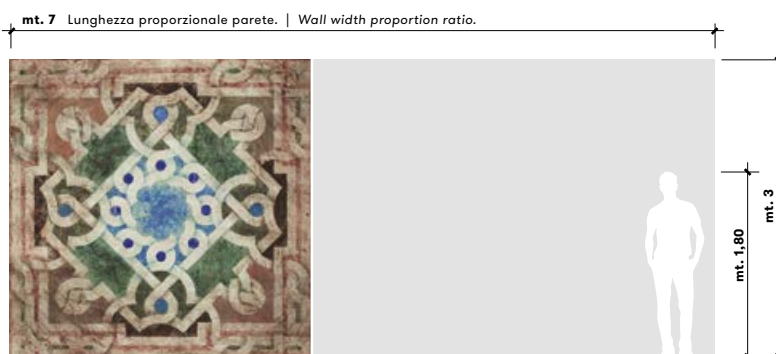 mt. 7 Lunghezza proporzionale parete. | Wall width proportion ratio.
mt. 1,80
mt. 3